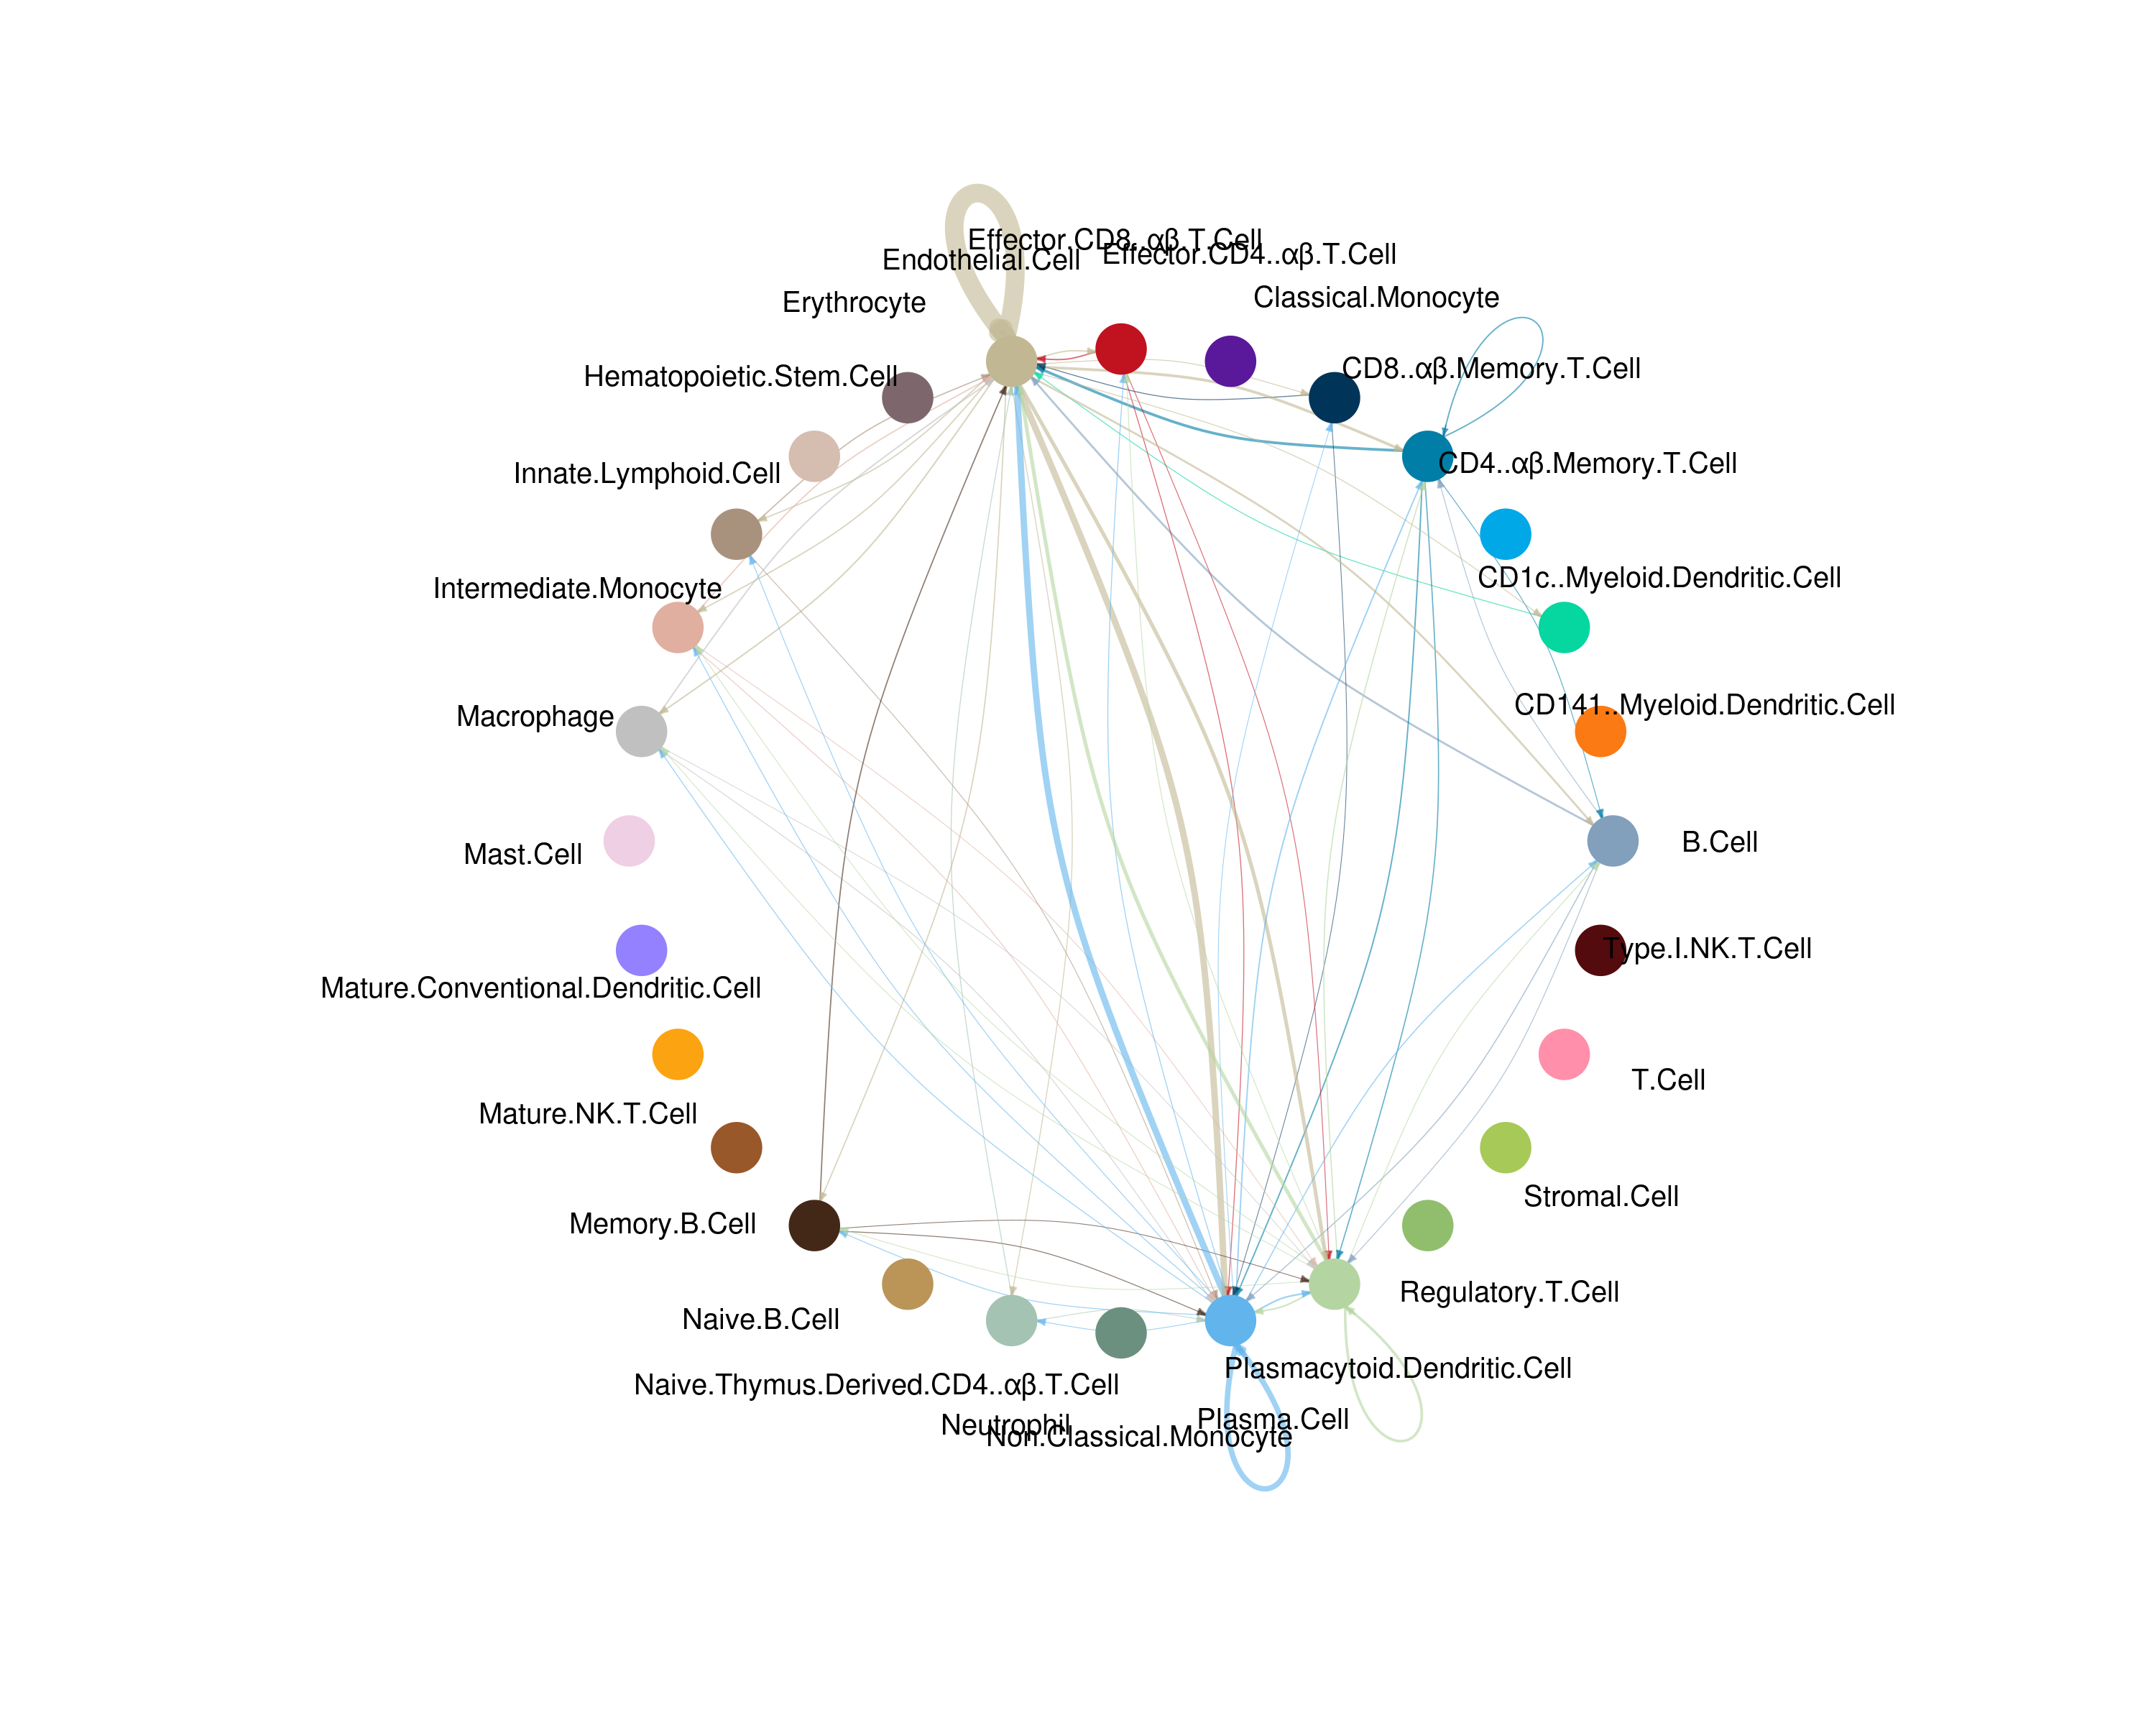 Effector.CD8..αβ.T.Cell
Effector.CD4..αβ.T.Cell
Endothelial.Cell
Classical.Monocyte
Erythrocyte
CD8..αβ.Memory.T.Cell
Hematopoietic.Stem.Cell
CD4..αβ.Memory.T.Cell
Innate.Lymphoid.Cell
CD1c..Myeloid.Dendritic.Cell
Intermediate.Monocyte
CD141..Myeloid.Dendritic.Cell
Macrophage
B.Cell
Mast.Cell
Type.I.NK.T.Cell
Mature.Conventional.Dendritic.Cell
T.Cell
Mature.NK.T.Cell
Stromal.Cell
Memory.B.Cell
Regulatory.T.Cell
Naive.B.Cell
Plasmacytoid.Dendritic.Cell
Naive.Thymus.Derived.CD4..αβ.T.Cell
Plasma.Cell
Neutrophil
Non.Classical.Monocyte